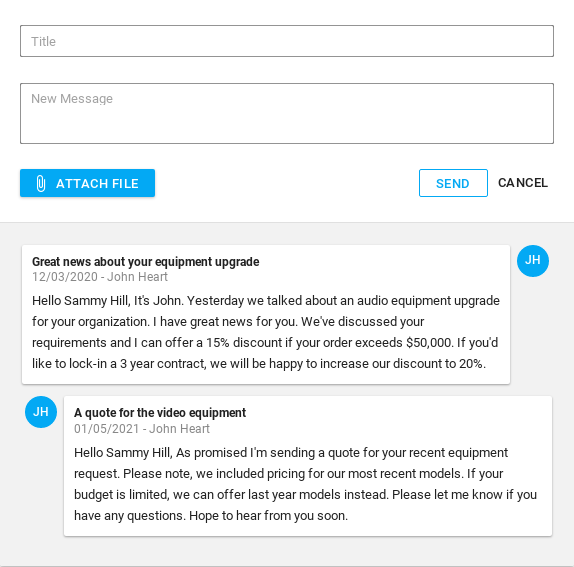 Title
New Message
ATTACH FILE
SEND CANCEL
Great news about your equipment upgrade
12/03/2020 - John Heart
JH
Hello Sammy Hill, It's John. Yesterday we talked about an audio equipment upgrade
for your organization. I have great news for you. We've discussed your
requirements and I can offer a 15% discount if your order exceeds $50,000. If you'd
like to lock-in a 3 year contract, we will be happy to increase our discount to 20%.
JH
A quote for the video equipment
01/05/2021 - John Heart
Hello Sammy Hill, As promised I'm sending a quote for your recent equipment
request. Please note, we included pricing for our most recent models. If your
budget is limited, we can offer last year models instead. Please let me know if you
have any questions. Hope to hear from you soon.